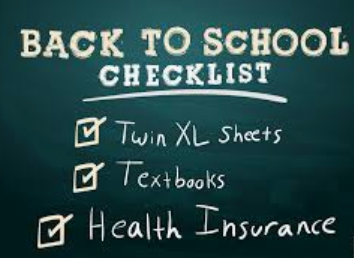 BACK TO SCHOOL
CHECKLIST
Twin XL Sheets
Textbooks
Health Insurance